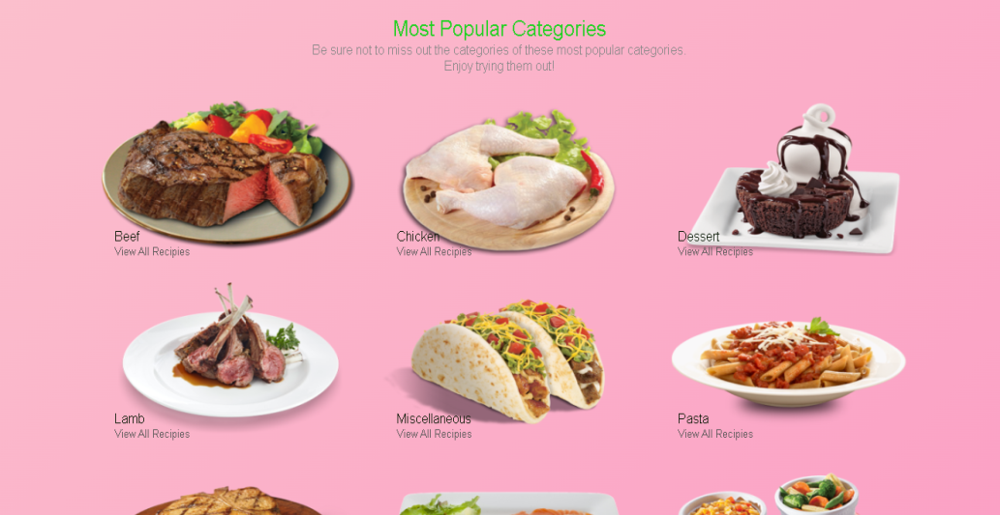 Most Popular Categories
Be sure not to miss out the categories of these most popular categories.
Enjoy trying them out!
Beef
View All Recipies
Chicken
View All Recipies
Dessert
View All Recipies
Lamb
View All Recipies
Miscellaneous
View All Recipies
Pasta
View All Recipies